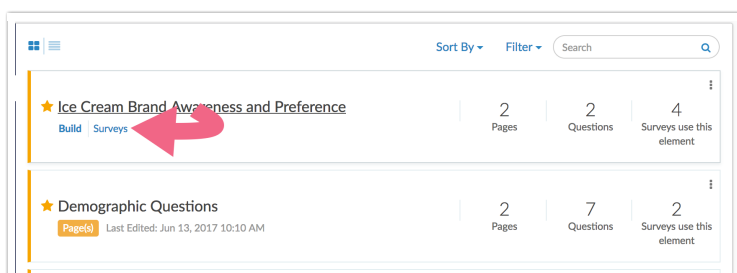 Sort By Filter Search
Ice Cream Brand Awareness and Preference
Build Surveys
2 2 4
Pages Questions Surveys use this
element
Demographic Questions
Page(s) Last Edited: Jun 13, 2017 10:10 AM
2 7 2
Pages Questions Surveys use this
element